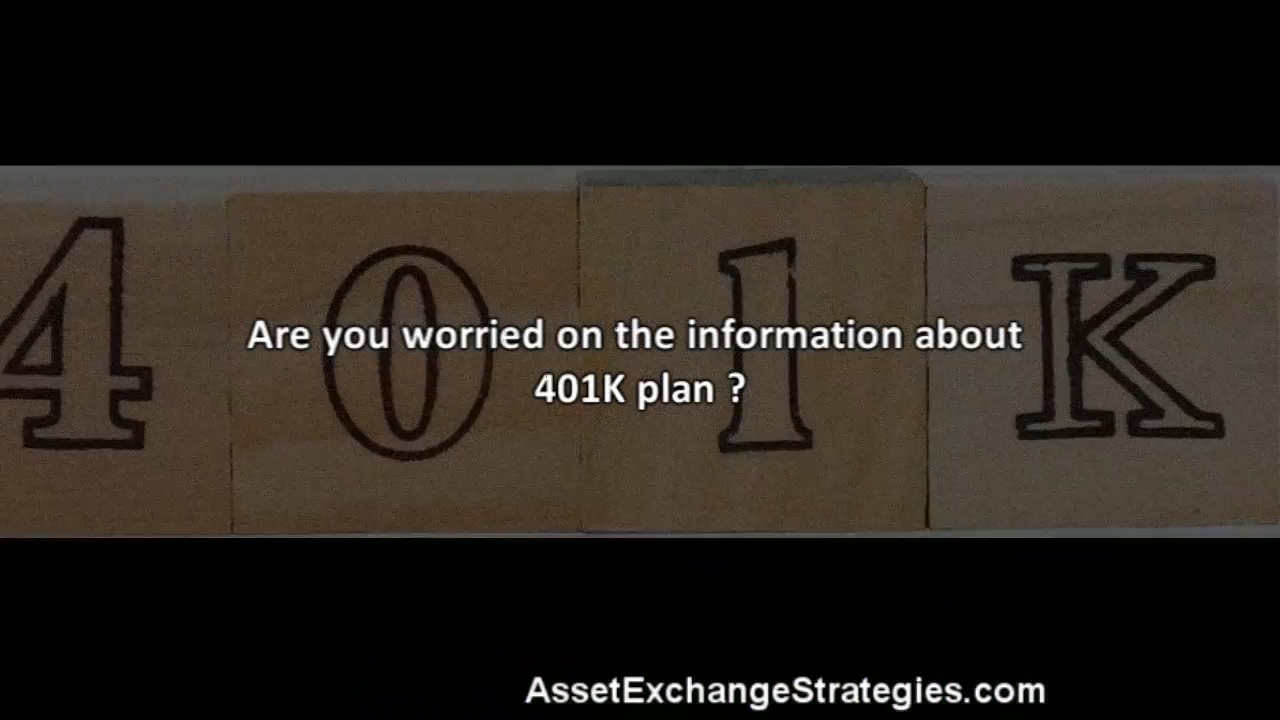 4 0 1 K
Are you worried on the information about
401K plan ?
AssetExchangeStrategies.com